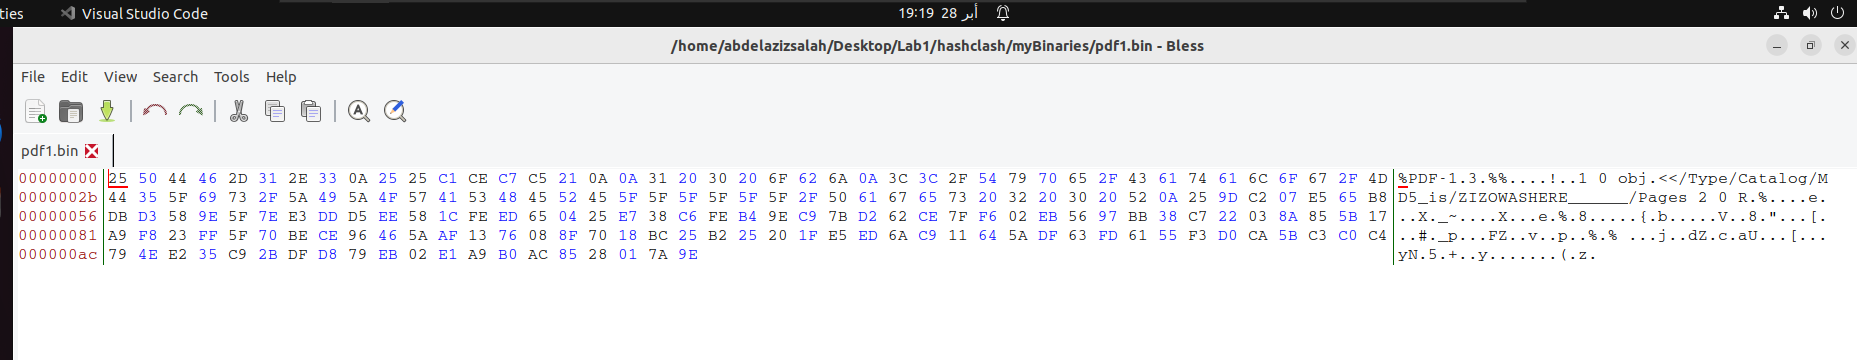 ties Visual Studio Code 19:19 28 أبر
/home/abdelazizsalah/Desktop/Lab1/hashclash/myBinaries/pdf1.bin - Bless
File Edit View Search Tools Help
pdf1.bin
00000000 25 50 44 46 2D 31 2E 33 0A 25 25 C1 CE C7 C5 21 0A 0A 31 20 30 20 6F 62 6A 0A 3C 3C 2F 54 79 70 65 2F 43 61 74 61 6C 6F 67 2F 4D %PDF-1.3.%%....!..1 0 obj.<</Type/Catalog/M
0000002b 44 35 5F 69 73 2F 5A 49 5A 4F 57 41 53 48 45 52 45 5F 5F 5F 5F 5F 5F 2F 50 61 67 65 73 20 32 20 30 20 52 0A 25 9D C2 07 E5 65 B8 D5_is/ZIZOWASHERE______/Pages 2 0 R.%....e.
00000056 DB D3 58 9E 5F 7E E3 DD D5 EE 58 1C FE ED 65 04 25 E7 38 C6 FE B4 9E C9 7B D2 62 CE 7F F6 02 EB 56 97 BB 38 C7 22 03 8A 85 5B 17 ..X._~....X...e.%.8.....{.b.....V..8."...[.
00000081 A9 F8 23 FF 5F 70 BE CE 96 46 5A AF 13 76 08 8F 70 18 BC 25 B2 25 20 1F E5 ED 6A C9 11 64 5A DF 63 FD 61 55 F3 D0 CA 5B C3 C0 C4 ..#._p...FZ..v..p..%.% ...j..dZ.c.aU...[...
000000ac 79 4E E2 35 C9 2B DF D8 79 EB 02 E1 A9 B0 AC 85 28 01 7A 9E yN.5.+..y.......(.z.